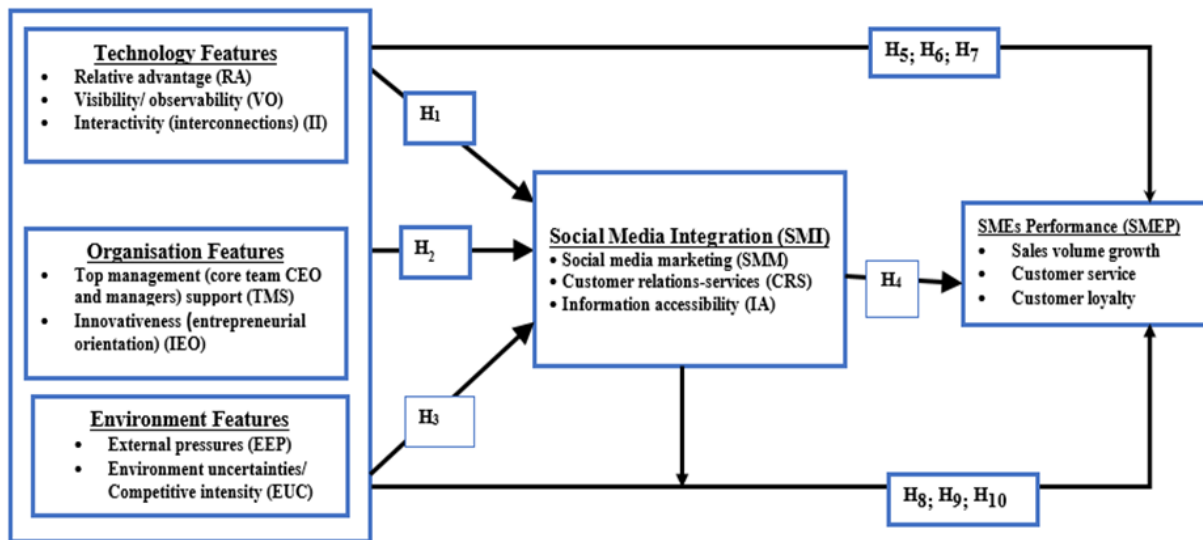 Technology Features
• Relative advantage (RA)
• Visibility/ observability (VO)
• Interactivity (interconnections) (II)
Organisation Features
• Top management (core team CEO
and managers) support (TMS)
• Innovativeness (entrepreneurial
orientation) (IEO)
Environment Features
• External pressures (EEP)
• Environment uncertainties/
Competitive intensity (EUC)
H1
H2
H3
Social Media Integration (SMI)
• Social media marketing (SMM)
• Customer relations-services (CRS)
• Information accessibility (IA)
H4
H5; H6; H7
H8; H9; H10
SMEs Performance (SMEP)
• Sales volume growth
• Customer service
• Customer loyalty